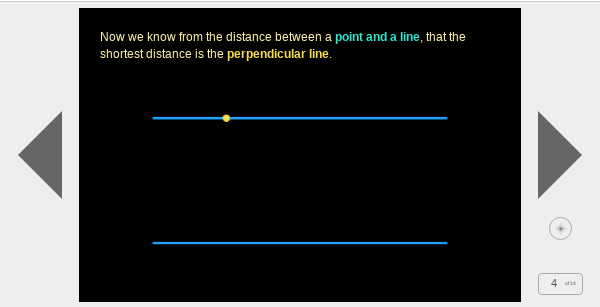 Now we know from the distance between a point and a line, that the
shortest distance is the perpendicular line.
4 of 14